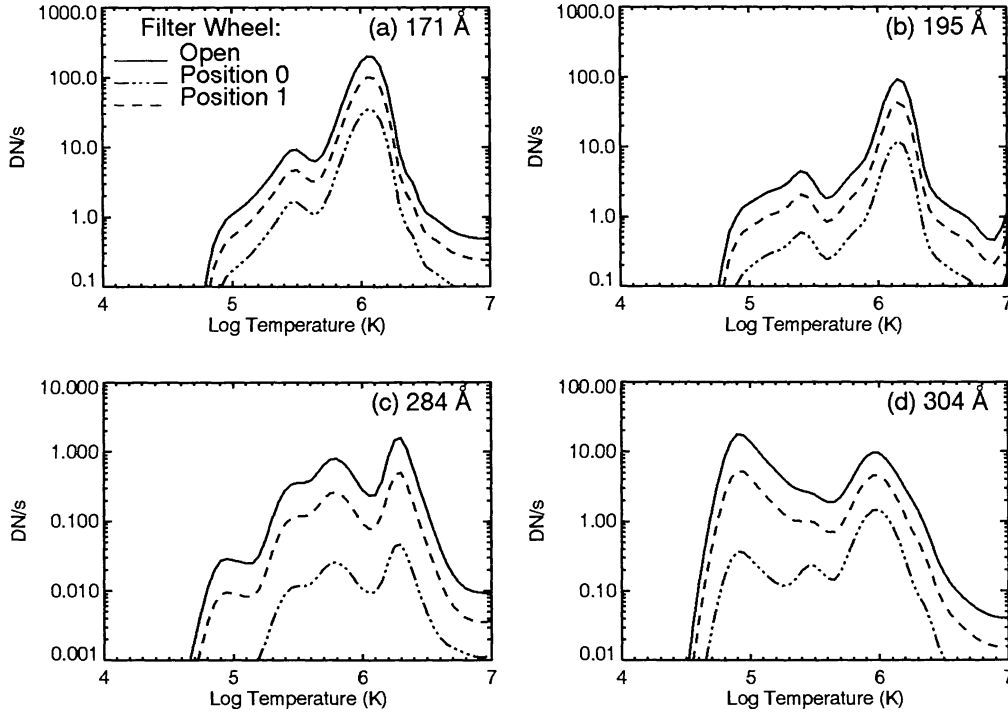 1000.0
100.0
10.0
1.0
0.1
DN/s
Filter Wheel:
Open
Position 0
Position 1
(a) 171 Å
4 5 6 7
Log Temperature (K)
1000.0
100.0
10.0
1.0
0.1
DN/s
(b) 195 Å
4 5 6 7
Log Temperature (K)
10.000
1.000
0.100
0.010
0.001
DN/s
(c) 284 Å
4 5 6 7
Log Temperature (K)
100.00
10.00
1.00
0.10
0.01
DN/s
(d) 304 Å
4 5 6 7
Log Temperature (K)